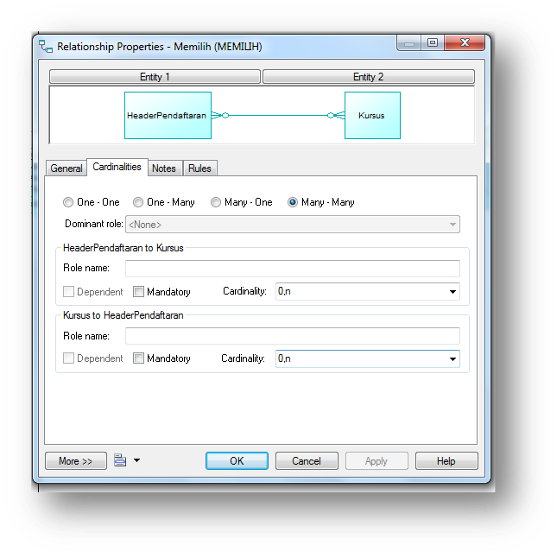 Relationship Properties - Memilih (MEMILIH)
Entity 1 Entity 2
HeaderPendaftaran Kursus
General Cardinalities Notes Rules
One - One One - Many Many - One Many - Many
Dominant role: <None>
HeaderPendaftaran to Kursus
Role name:
Dependent Mandatory Cardinality: 0,n
Kursus to HeaderPendaftaran
Role name:
Dependent Mandatory Cardinality: 0,n
More >> OK Cancel Apply Help